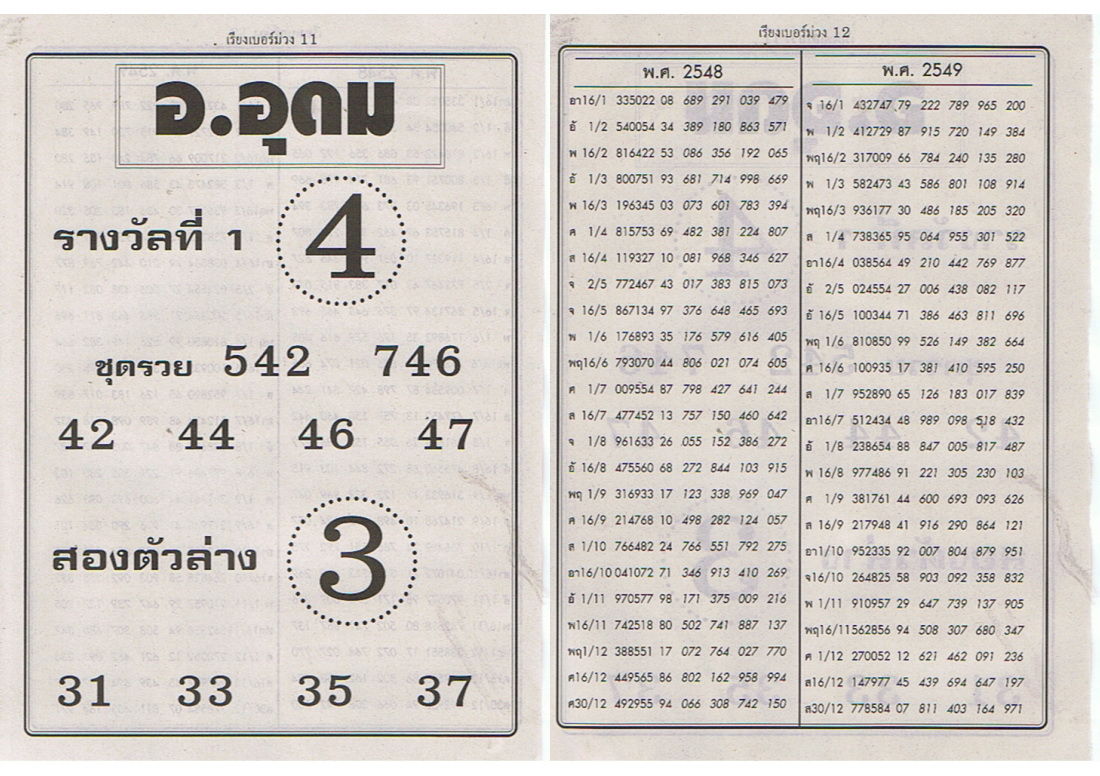 เรียงเบอร์ม่วง 11
อ.อุดม
รางวัลที่ 1 4
ชุดรวย 542 746
42 44 46 47
สองตัวล่าง 3
31 33 35 37
เรียงเบอร์ม่วง 12
พ.ศ. 2548
อา16/1 335022 08 689 291 039 479
อั 1/2 540054 34 389 180 863 571
พ 16/2 816422 53 086 356 192 065
อั 1/3 800751 93 681 714 998 669
พ 16/3 196345 03 073 601 783 394
ศ 1/4 815753 69 482 381 224 807
ส 16/4 119327 10 081 968 346 627
จ 2/5 772467 43 017 383 815 073
จ 16/5 867134 97 376 648 465 693
พ 1/6 176893 35 176 579 616 405
พฤ16/6 793070 44 806 021 074 605
ศ 1/7 009554 87 798 427 641 244
ส 16/7 477452 13 757 150 460 642
จ 1/8 961633 26 055 152 386 272
อั 16/8 475560 68 272 844 103 915
พฤ 1/9 316933 17 123 338 969 047
ศ 16/9 214768 10 498 282 124 057
ส 1/10 766482 24 766 551 792 275
อา16/10 041072 71 346 913 410 269
อั 1/11 970577 98 171 375 009 216
พ16/11 742518 80 502 741 887 137
พฤ1/12 388551 17 072 764 027 770
ศ16/12 449565 86 802 162 958 994
ศ30/12 492955 94 066 308 742 150
พ.ศ. 2549
จ 16/1 432747 79 222 789 965 200
พ 1/2 412729 87 915 720 149 384
พฤ16/2 317009 66 784 240 135 280
พ 1/3 582473 43 586 801 108 914
พฤ16/3 936177 30 486 185 205 320
ส 1/4 738365 95 064 955 301 522
อา16/4 038564 49 210 442 769 877
อั 2/5 024554 27 006 438 082 117
อั 16/5 100344 71 386 463 811 696
พฤ 1/6 810850 99 526 149 382 664
ศ 16/6 100935 17 381 410 595 250
ส 1/7 952890 65 126 183 017 839
อา16/7 512434 48 989 098 518 432
อั 1/8 238654 88 847 005 817 487
พ 16/8 977486 91 221 305 230 103
ศ 1/9 381761 44 600 693 093 626
ส 16/9 217948 41 916 290 864 121
อา1/10 952335 92 007 804 879 951
จ16/10 264825 58 903 092 358 832
พ 1/11 910957 29 647 739 137 905
พฤ16/11 562856 94 508 307 680 347
ศ 1/12 270052 12 621 462 091 236
ส16/12 147977 45 439 694 647 197
ส30/12 778584 07 811 403 164 971